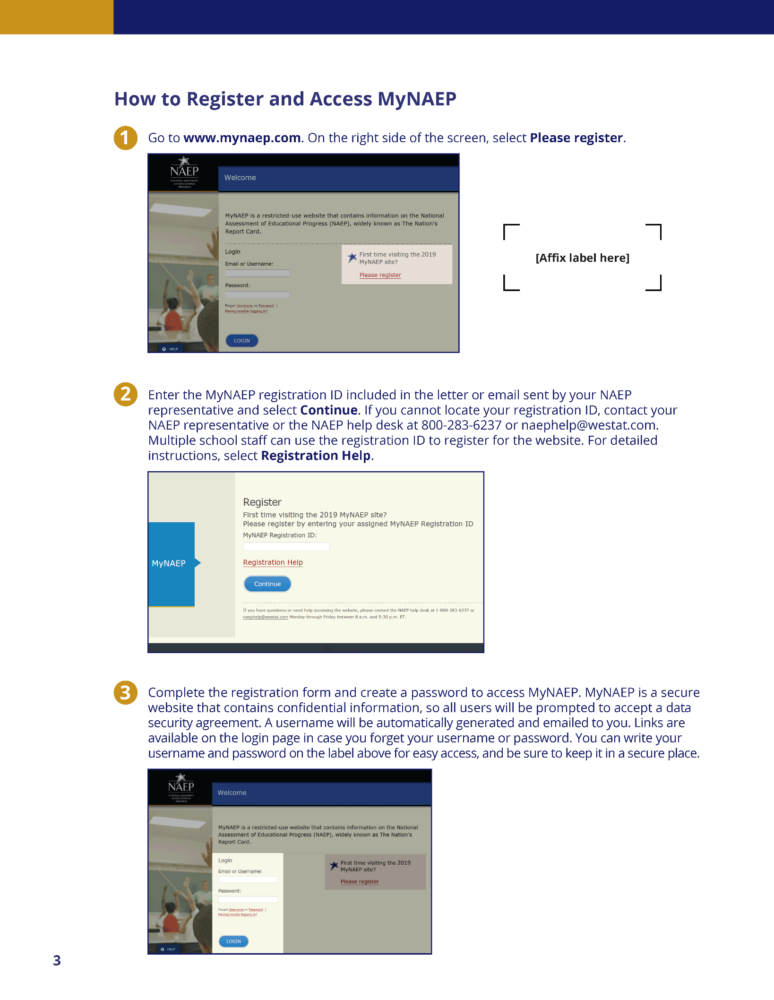 How to Register and Access MyNAEP
1
Go to www.mynaep.com. On the right side of the screen, select Please register.
NAEP
NATIONAL ASSESSMENT
OF EDUCATIONAL
PROGRESS
Welcome
MyNAEP is a restricted-use website that contains information on the National
Assessment of Educational Progress (NAEP), widely known as The Nation's
Report Card.
Login
Email or Username:
Password:
Forgot Username or Password |
Having trouble logging in?
LOGIN
First time visiting the 2019
MyNAEP site?
Please register
? HELP
[Affix label here]
2
Enter the MyNAEP registration ID included in the letter or email sent by your NAEP
representative and select Continue. If you cannot locate your registration ID, contact your
NAEP representative or the NAEP help desk at 800-283-6237 or naephelp@westat.com.
Multiple school staff can use the registration ID to register for the website. For detailed
instructions, select Registration Help.
MyNAEP
Register
First time visiting the 2019 MyNAEP site?
Please register by entering your assigned MyNAEP Registration ID
MyNAEP Registration ID:
Registration Help
Continue
If you have questions or need help accessing the website, please contact the NAEP help desk at 1-800-283-6237 or
naephelp@westat.com Monday through Friday between 8 a.m. and 5:30 p.m. ET.
3
Complete the registration form and create a password to access MyNAEP. MyNAEP is a secure
website that contains confidential information, so all users will be prompted to accept a data
security agreement. A username will be automatically generated and emailed to you. Links are
available on the login page in case you forget your username or password. You can write your
username and password on the label above for easy access, and be sure to keep it in a secure place.
NAEP
NATIONAL ASSESSMENT
OF EDUCATIONAL
PROGRESS
Welcome
MyNAEP is a restricted-use website that contains information on the National
Assessment of Educational Progress (NAEP), widely known as The Nation's
Report Card.
Login
Email or Username:
Password:
Forgot Username or Password |
Having trouble logging in?
LOGIN
First time visiting the 2019
MyNAEP site?
Please register
? HELP
3